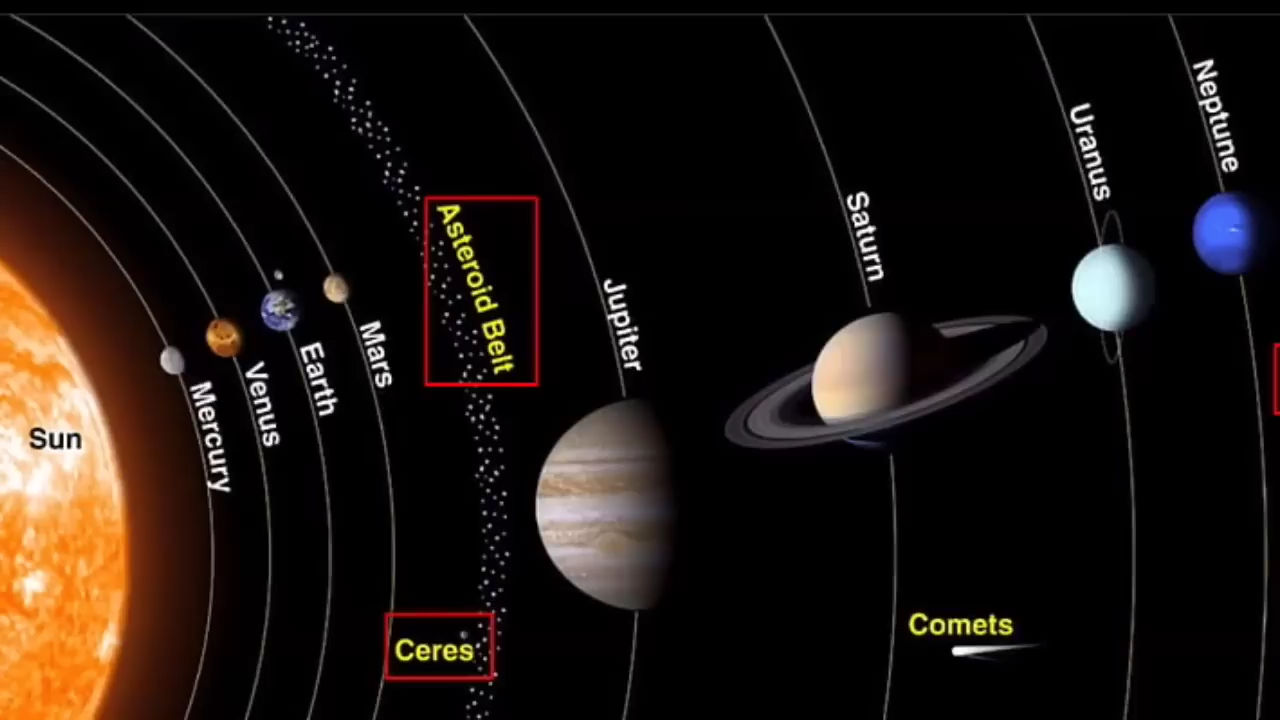 Sun
Mercury
Venus
Earth
Mars
Asteroid Belt
Ceres
Jupiter
Saturn
Comets
Uranus
Neptune